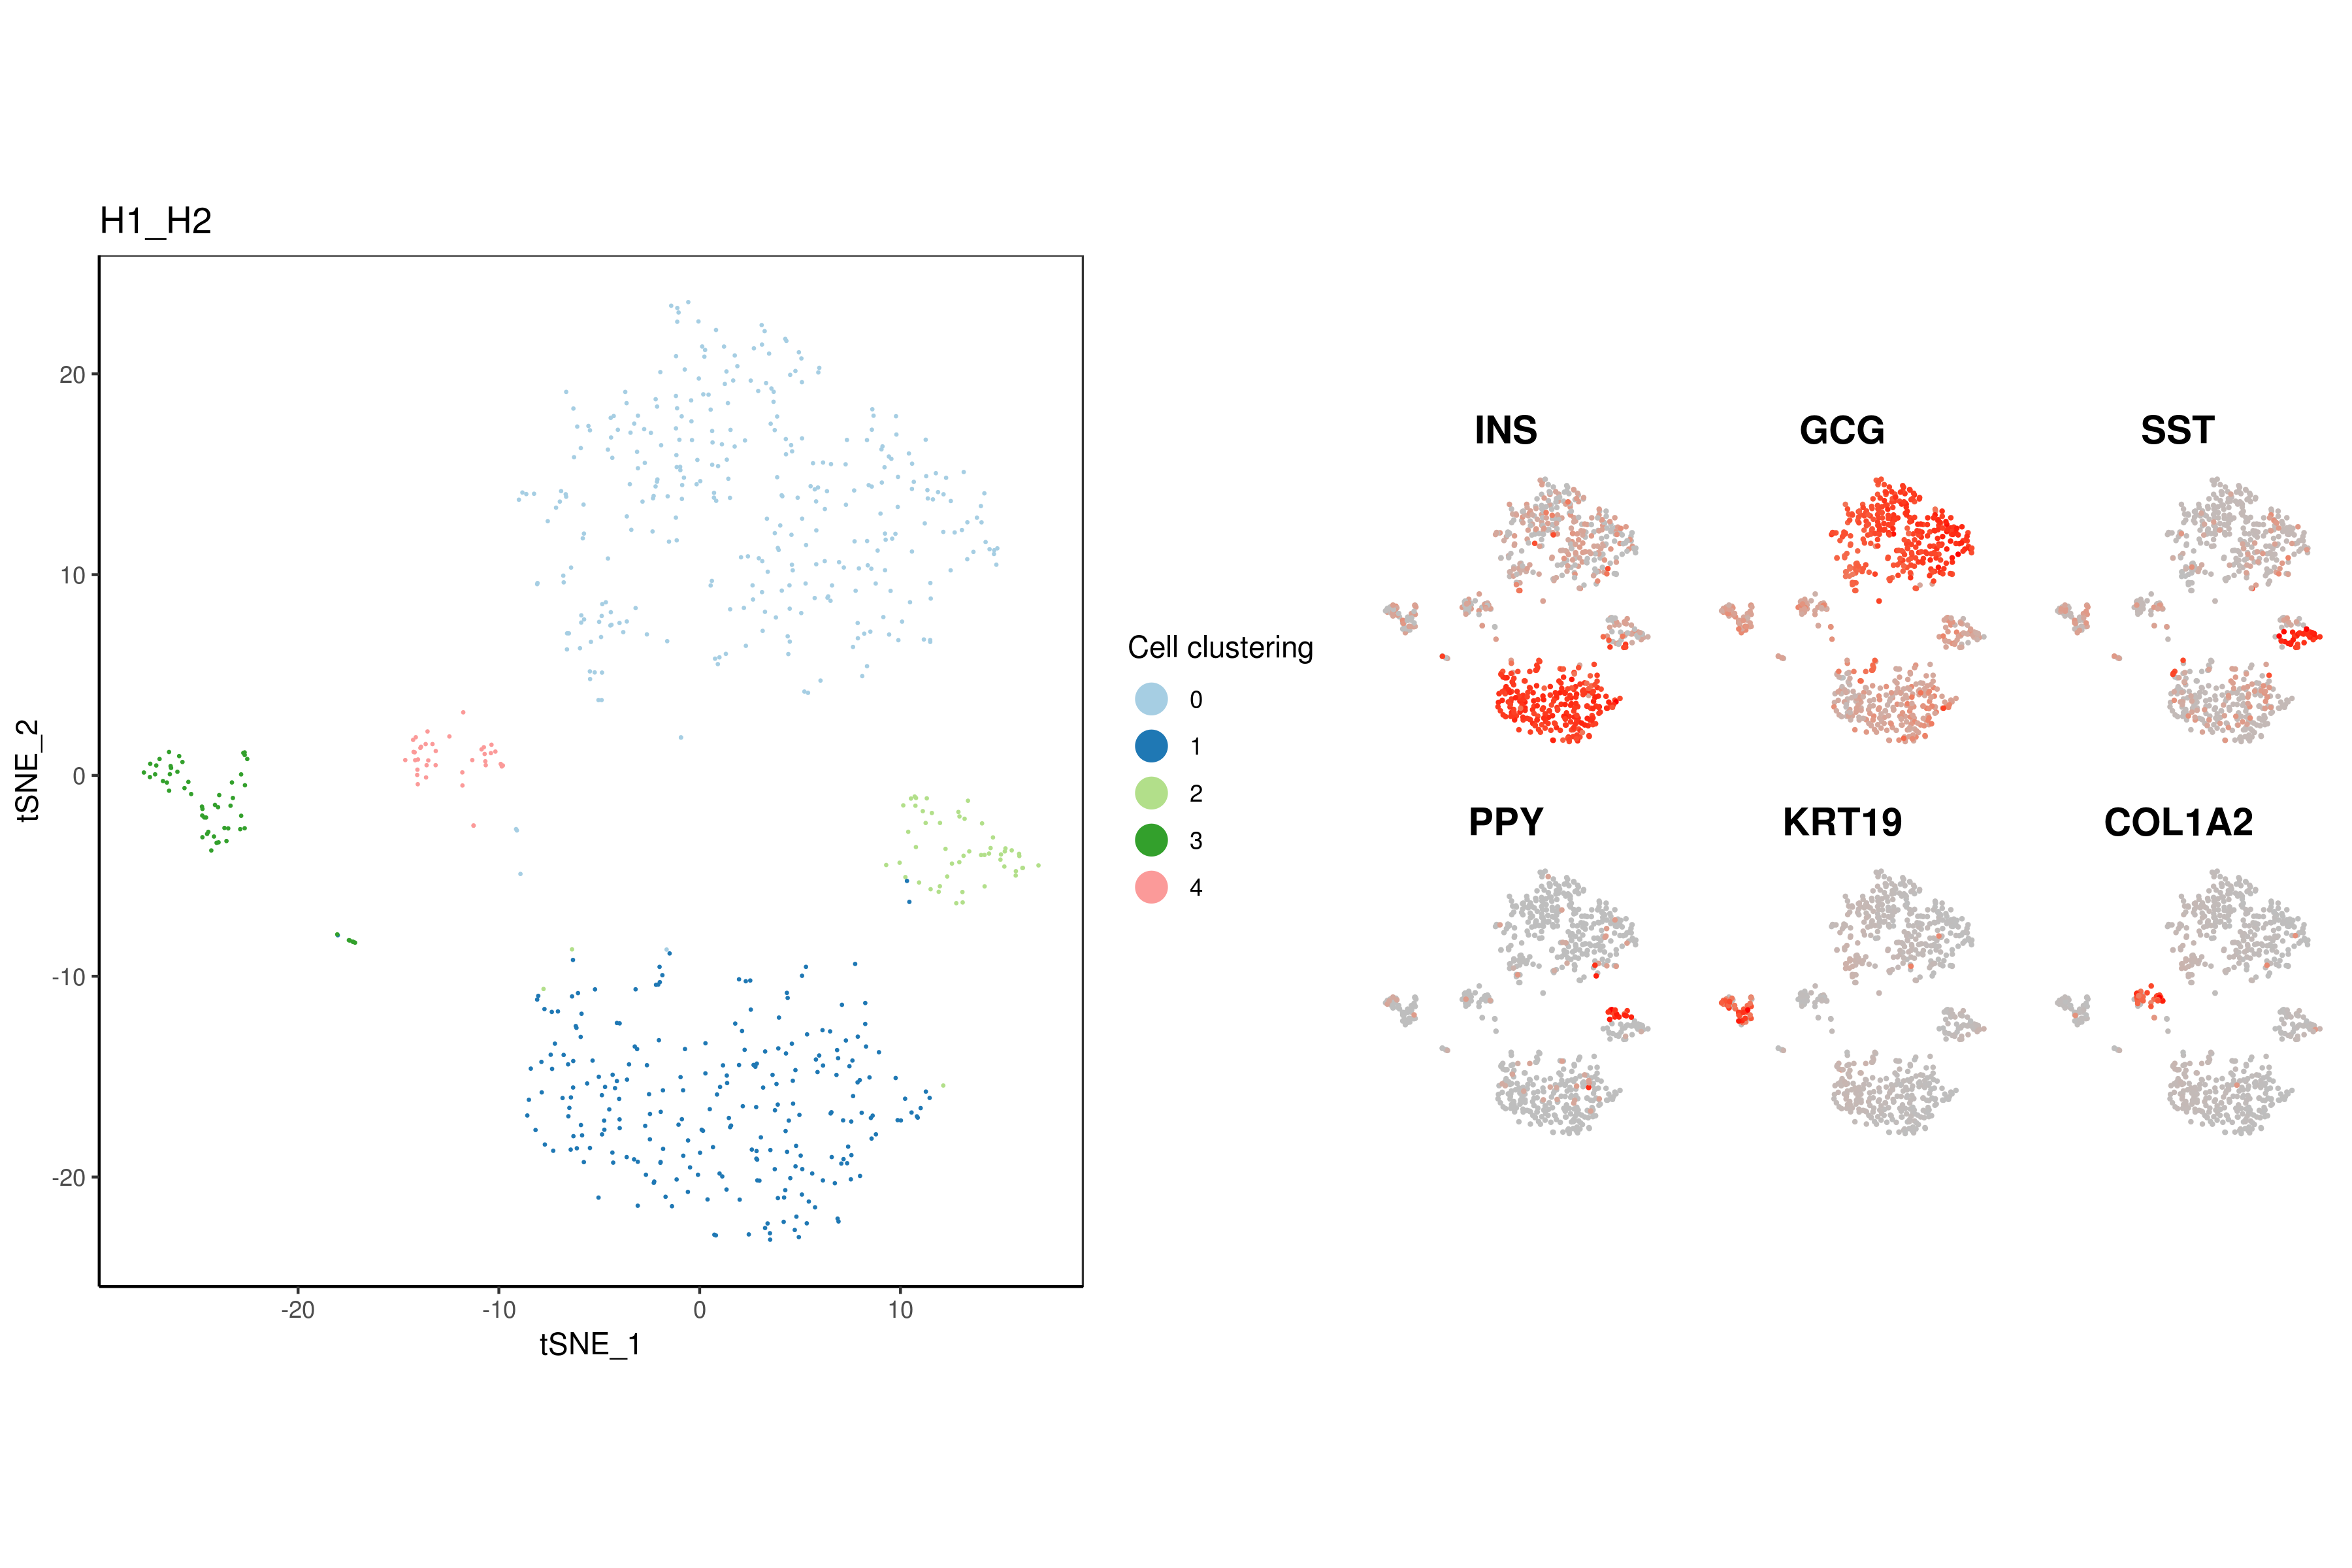 H1_H2
20
10
0
-10
-20
tSNE_2
-20
-10
0
10
tSNE_1
Cell clustering
0
1
2
3
4
INS
GCG
SST
PPY
KRT19
COL1A2